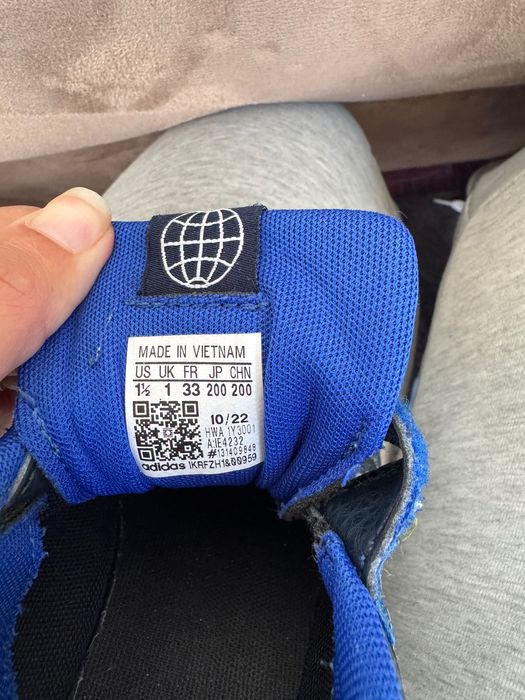 MADE IN VIETNAM
US UK FR JP CHN
1½ 1 33 200 200
10/22
HWA 1Y3001
A:IE4232
#131409848
adidas IKRFZH1&00959